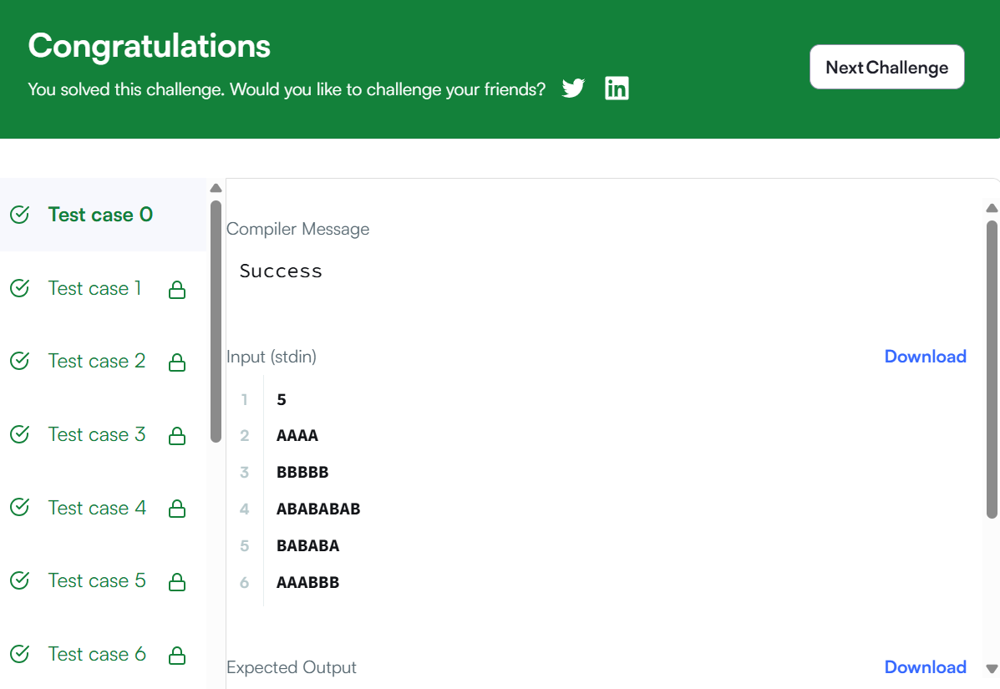 Congratulations
You solved this challenge. Would you like to challenge your friends?
Next Challenge
Test case 0
Test case 1
Test case 2
Test case 3
Test case 4
Test case 5
Test case 6
Compiler Message
Success
Input (stdin)
Download
1 5
2 AAAA
3 BBBBB
4 ABABABAB
5 BABABA
6 AAABBB
Expected Output
Download